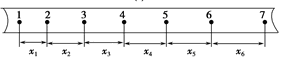 1 2 3 4 5 6 7
x₁ x₂ x₃ x₄ x₅ x₆